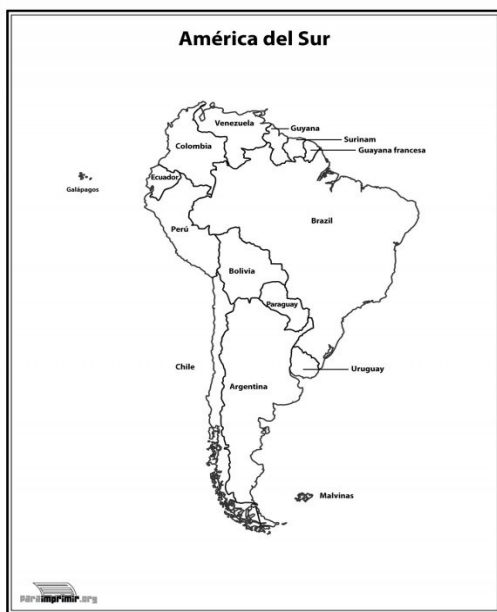 América del Sur
Venezuela
Guyana
Surinam
Colombia
Guayana francesa
Ecuador
Galápagos
Perú
Brazil
Bolivia
Paraguay
Chile
Uruguay
Argentina
Malvinas
paraimprimir.org